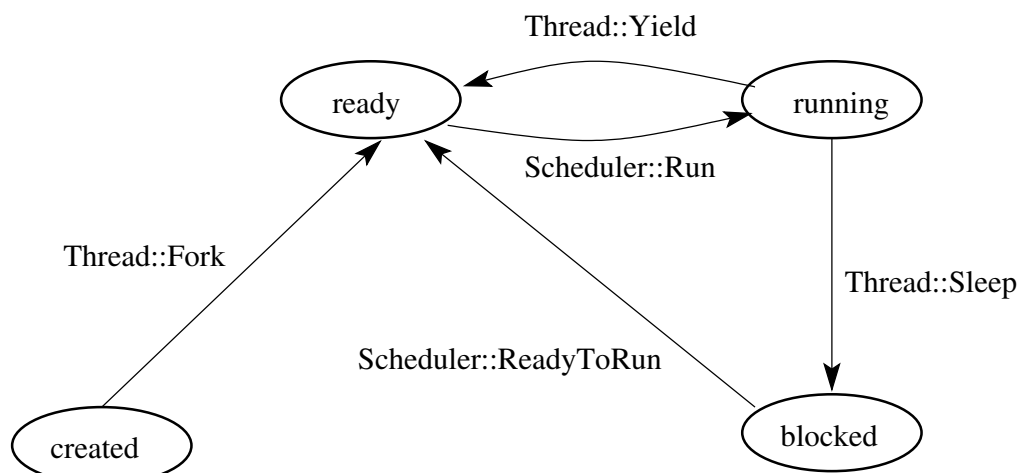 Thread::Yield
ready
running
Scheduler::Run
Thread::Fork
Thread::Sleep
Scheduler::ReadyToRun
created
blocked